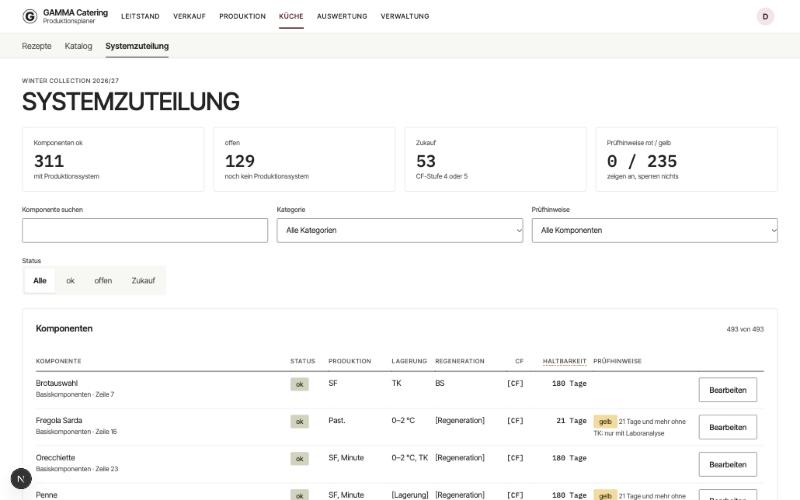 G GAMMA Catering
Produktionsplaner
LEITSTAND VERKAUF PRODUKTION KÜCHE AUSWERTUNG VERWALTUNG
D
Rezepte Katalog Systemzuteilung
WINTER COLLECTION 2026/27
SYSTEMZUTEILUNG
Komponenten ok
311
mit Produktionssystem
offen
129
noch kein Produktionssystem
Zukauf
53
CF-Stufe 4 oder 5
Prüfhinweise rot / gelb
0 / 235
zeigen an, sperren nichts
Komponente suchen
Kategorie
Alle Kategorien
Prüfhinweise
Alle Komponenten
Status
Alle ok offen Zukauf
Komponenten
493 von 493
KOMPONENTE STATUS PRODUKTION LAGERUNG REGENERATION CF HALTBARKEIT PRÜFHINWEISE
Brotauswahl ok SF TK BS [CF] 180 Tage Bearbeiten
Basiskomponenten · Zeile 7
Fregola Sarda ok Past. 0–2 °C [Regeneration] [CF] 21 Tage gelb 21 Tage und mehr ohne Bearbeiten
Basiskomponenten · Zeile 16 TK: nur mit Laboranalyse
Orecchiette ok SF, Minute 0–2 °C, TK [Regeneration] [CF] 180 Tage Bearbeiten
Basiskomponenten · Zeile 23
Penne ok SF, Minute [Lagerung] [Regeneration] [CF] 180 Tage gelb 21 Tage und mehr ohne Bearbeiten
N